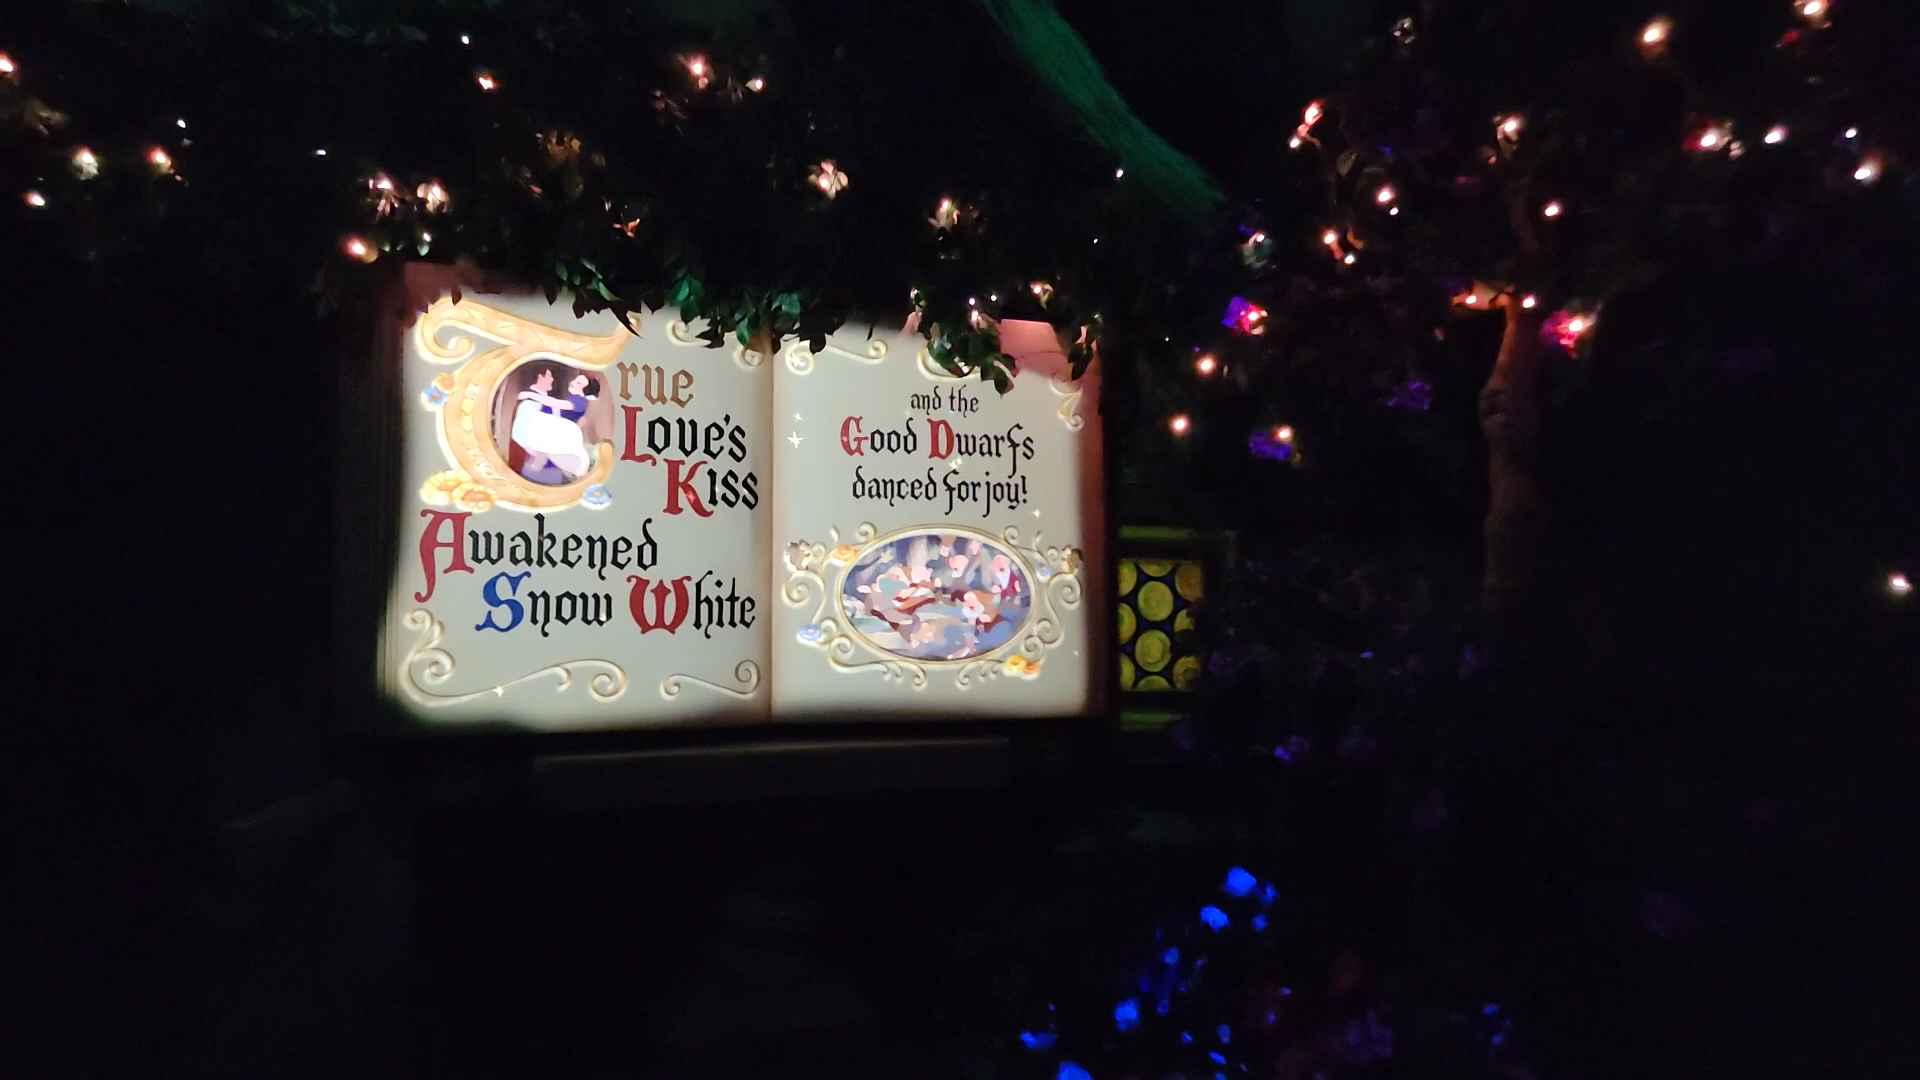 True
Love's
Kiss
Awakened
Snow White
and the
Good Dwarfs
danced for joy!